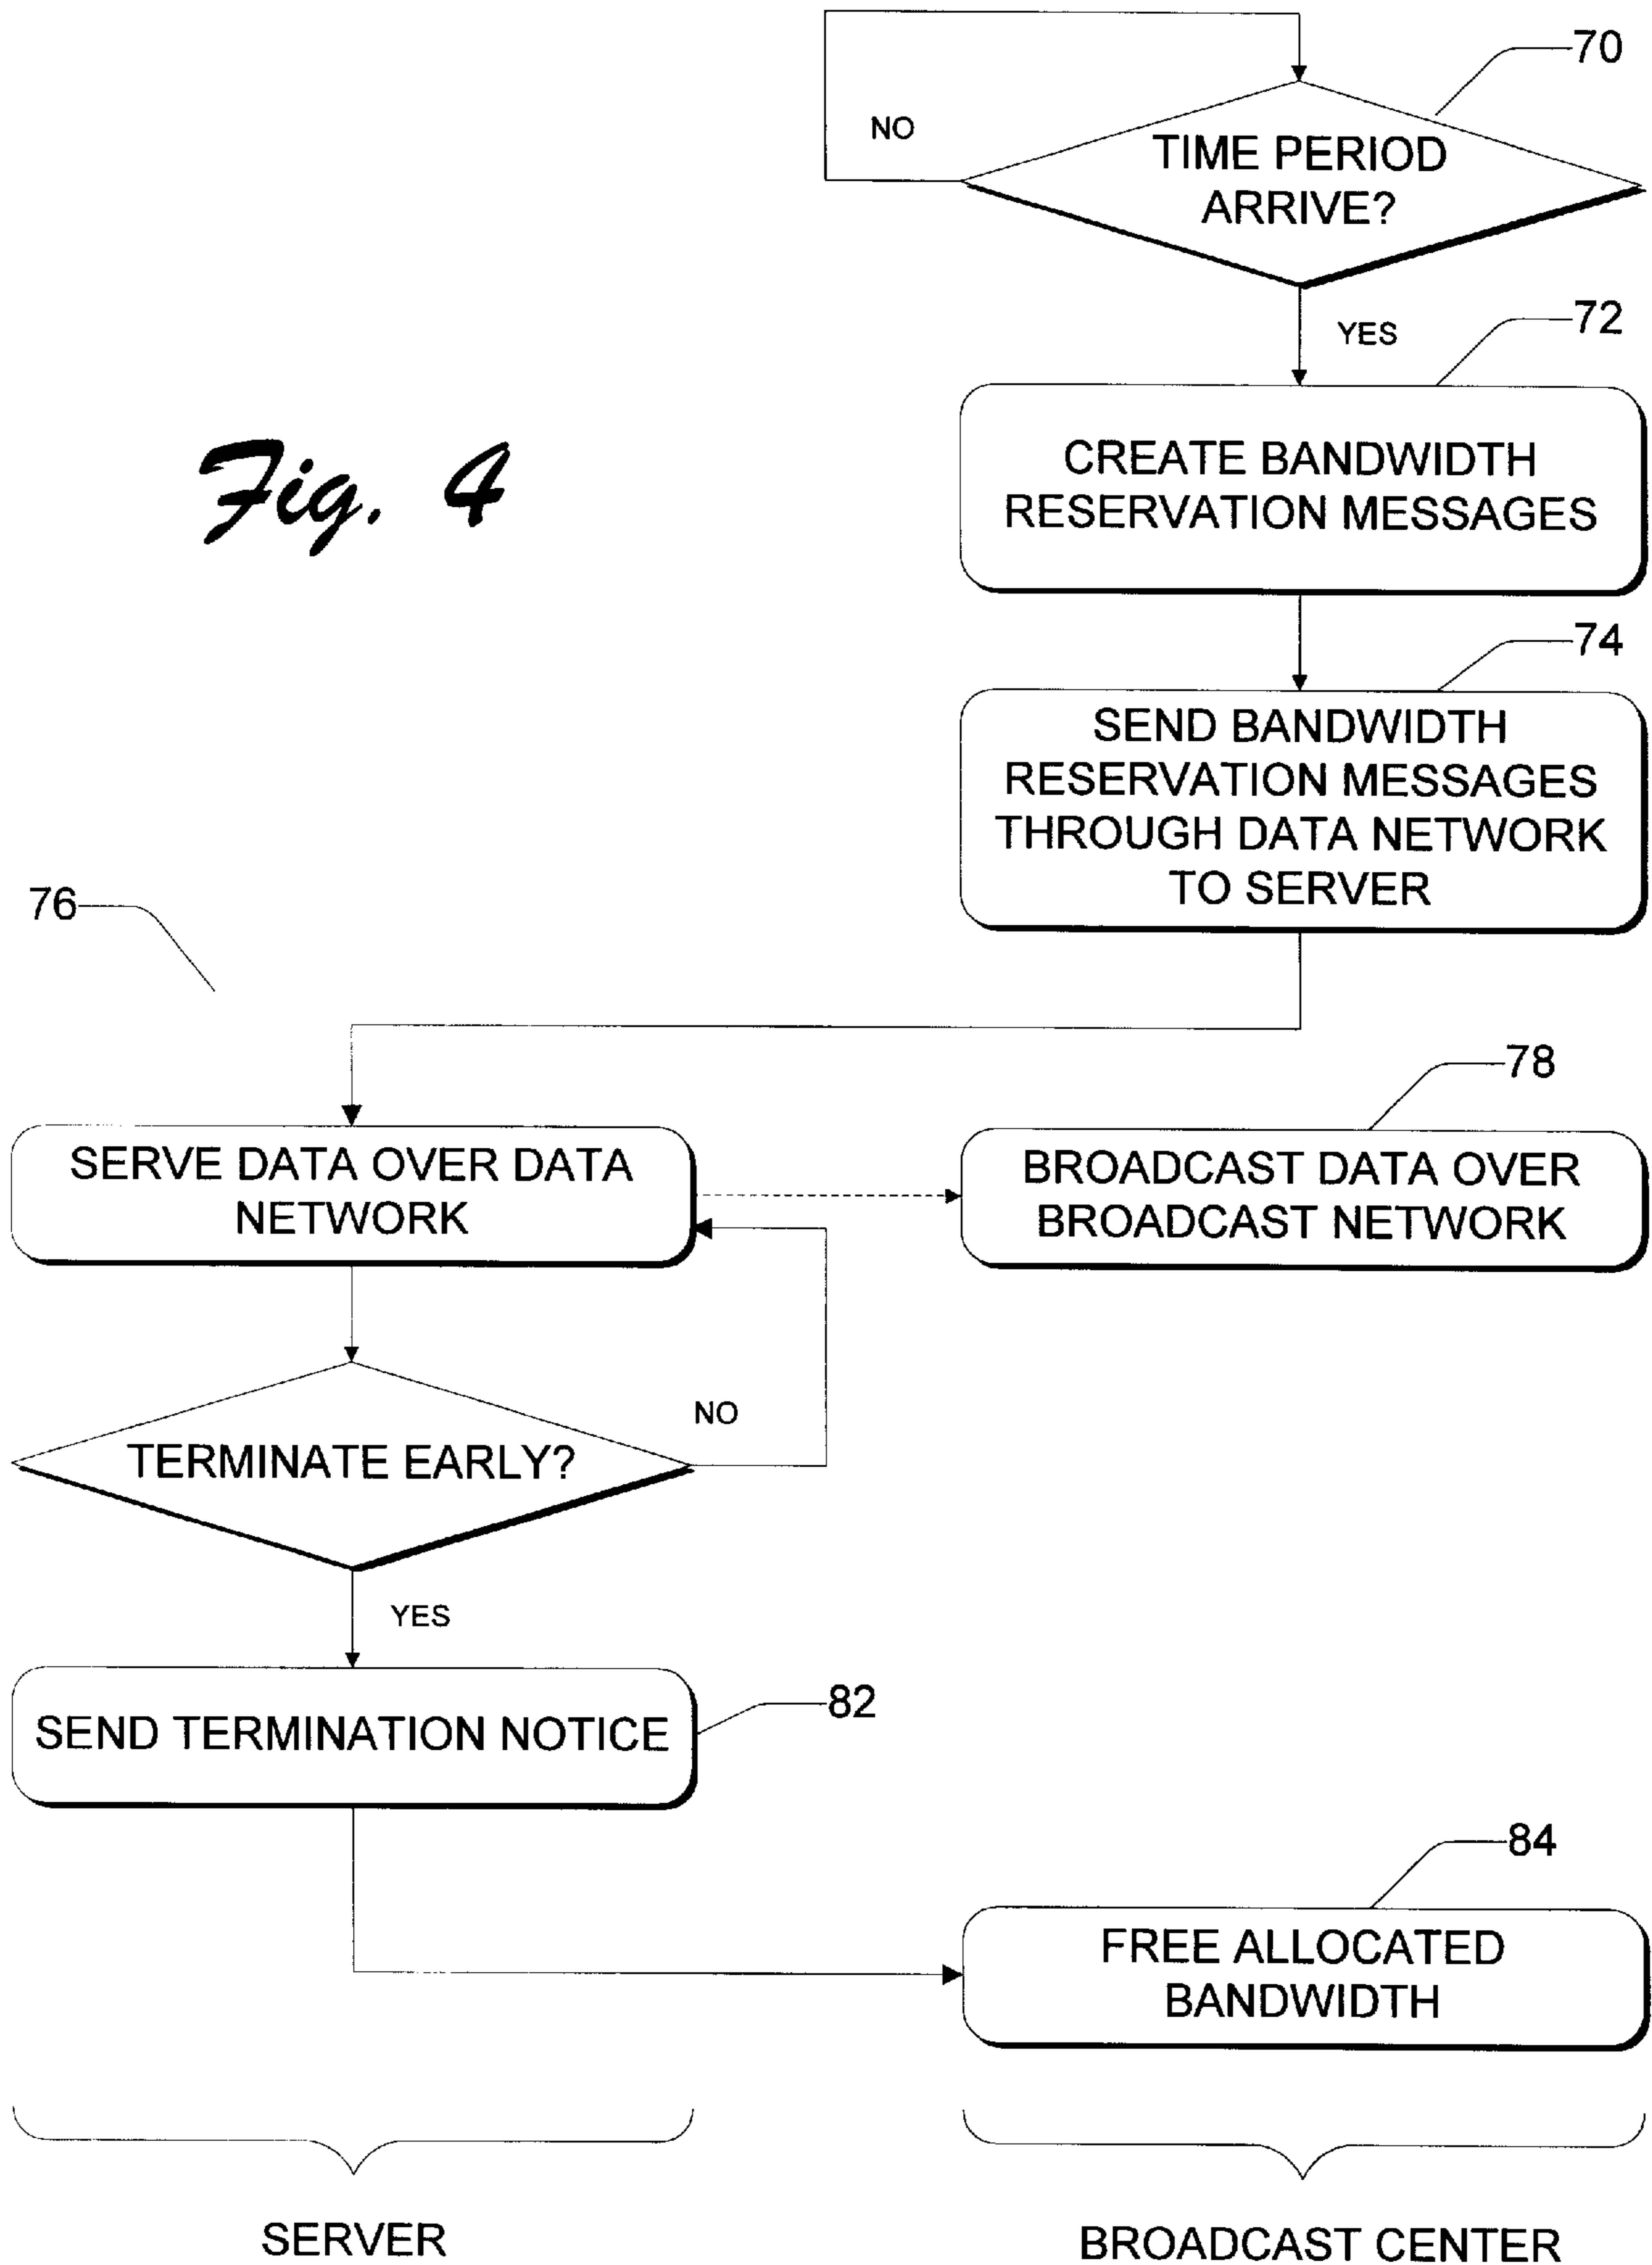 70
NO
TIME PERIOD
ARRIVE?
YES
72
Fig. 4
CREATE BANDWIDTH
RESERVATION MESSAGES
74
SEND BANDWIDTH
RESERVATION MESSAGES
THROUGH DATA NETWORK
TO SERVER
76
78
SERVE DATA OVER DATA
NETWORK
BROADCAST DATA OVER
BROADCAST NETWORK
NO
TERMINATE EARLY?
YES
82
SEND TERMINATION NOTICE
84
FREE ALLOCATED
BANDWIDTH
SERVER
BROADCAST CENTER